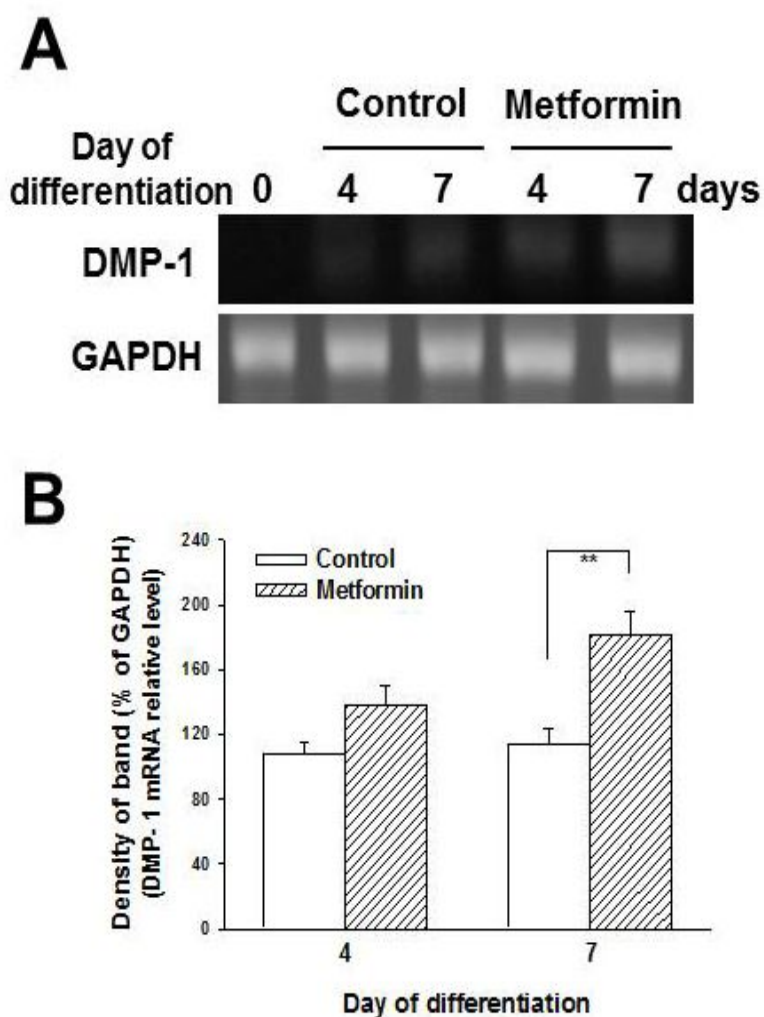 A
Control Metformin
Day of
differentiation 0 4 7 4 7 days
DMP-1
GAPDH
B
Density of band (% of GAPDH)
(DMP- 1 mRNA relative level)
240
200
160
120
80
40
0
Control
Metformin
**
4 7
Day of differentiation